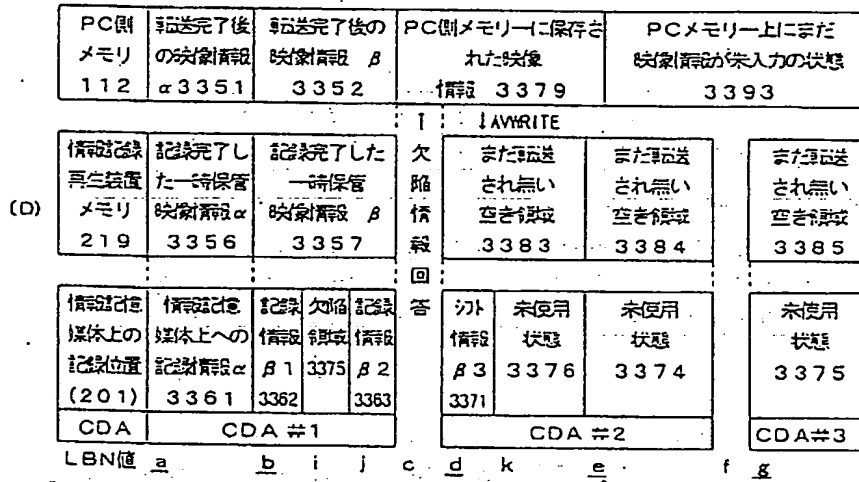 PC側
メモリ
112
転送完了後
の映像情報
α3351
転送完了後の
映像情報 β
3352
PC側メモリーに保存さ
れた映像
情報 3379
PCメモリー上にまだ
映像情報が未入力の状態
3393
↑ ↓AVWRITE
(D)
情報記録
再生装置
メモリ
219
記録完了し
た一時保管
映像情報α
3356
記録完了した
一時保管
映像情報 β
3357
欠
陥
情
報
回
答
まだ転送
され無い
空き領域
3383
まだ転送
され無い
空き領域
3384
まだ転送
され無い
空き領域
3385
情報記憶
媒体上の
記録位置
(201)
情報記憶
媒体上への
記録情報α
3361
記録
情報
β1
3362
欠陥
領域
3375
記録
情報
β2
3363
シフト
情報
β3
3371
未使用
状態
3376
未使用
状態
3374
未使用
状態
3375
CDA
CDA #1
CDA #2
CDA#3
LBN値 a b i j c d k e f g